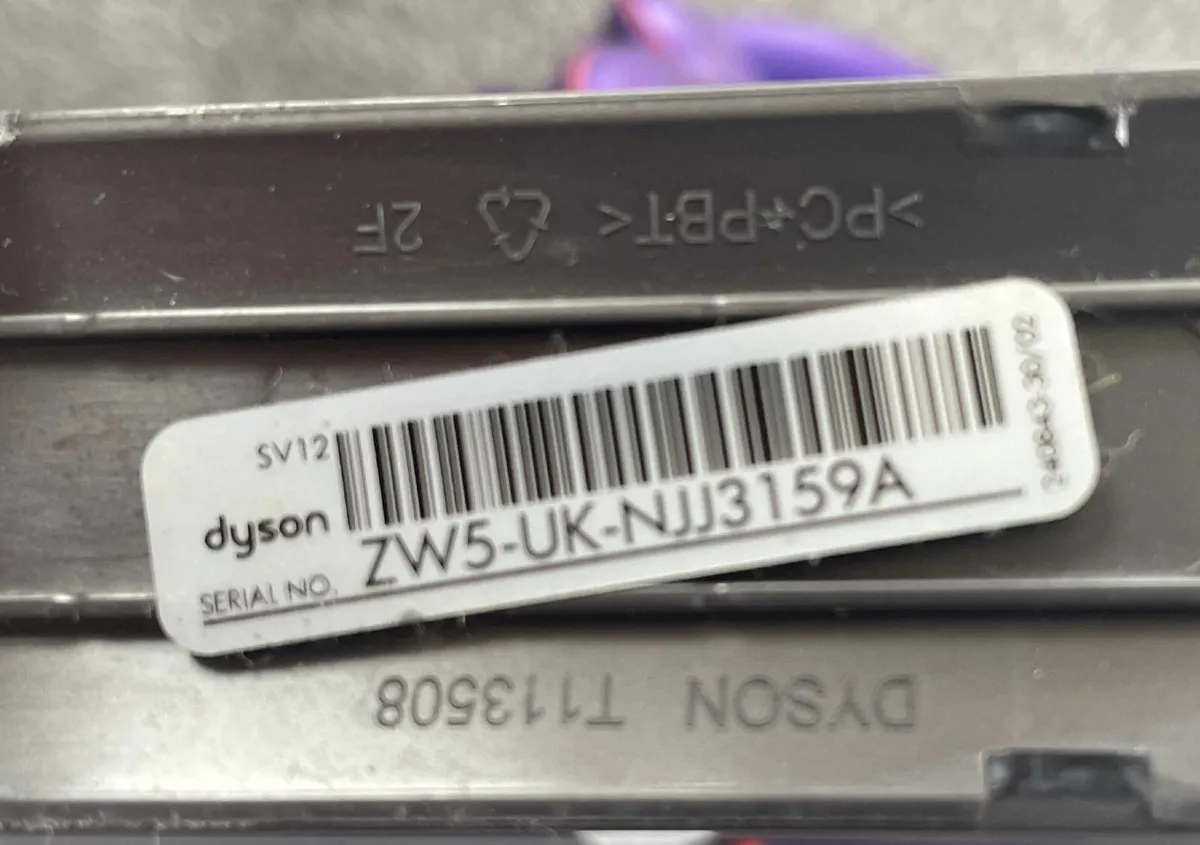 >PC+PBT< 2F
SV12
dyson
SERIAL NO. ZW5-UK-NJJ3159A
DYSON T113508